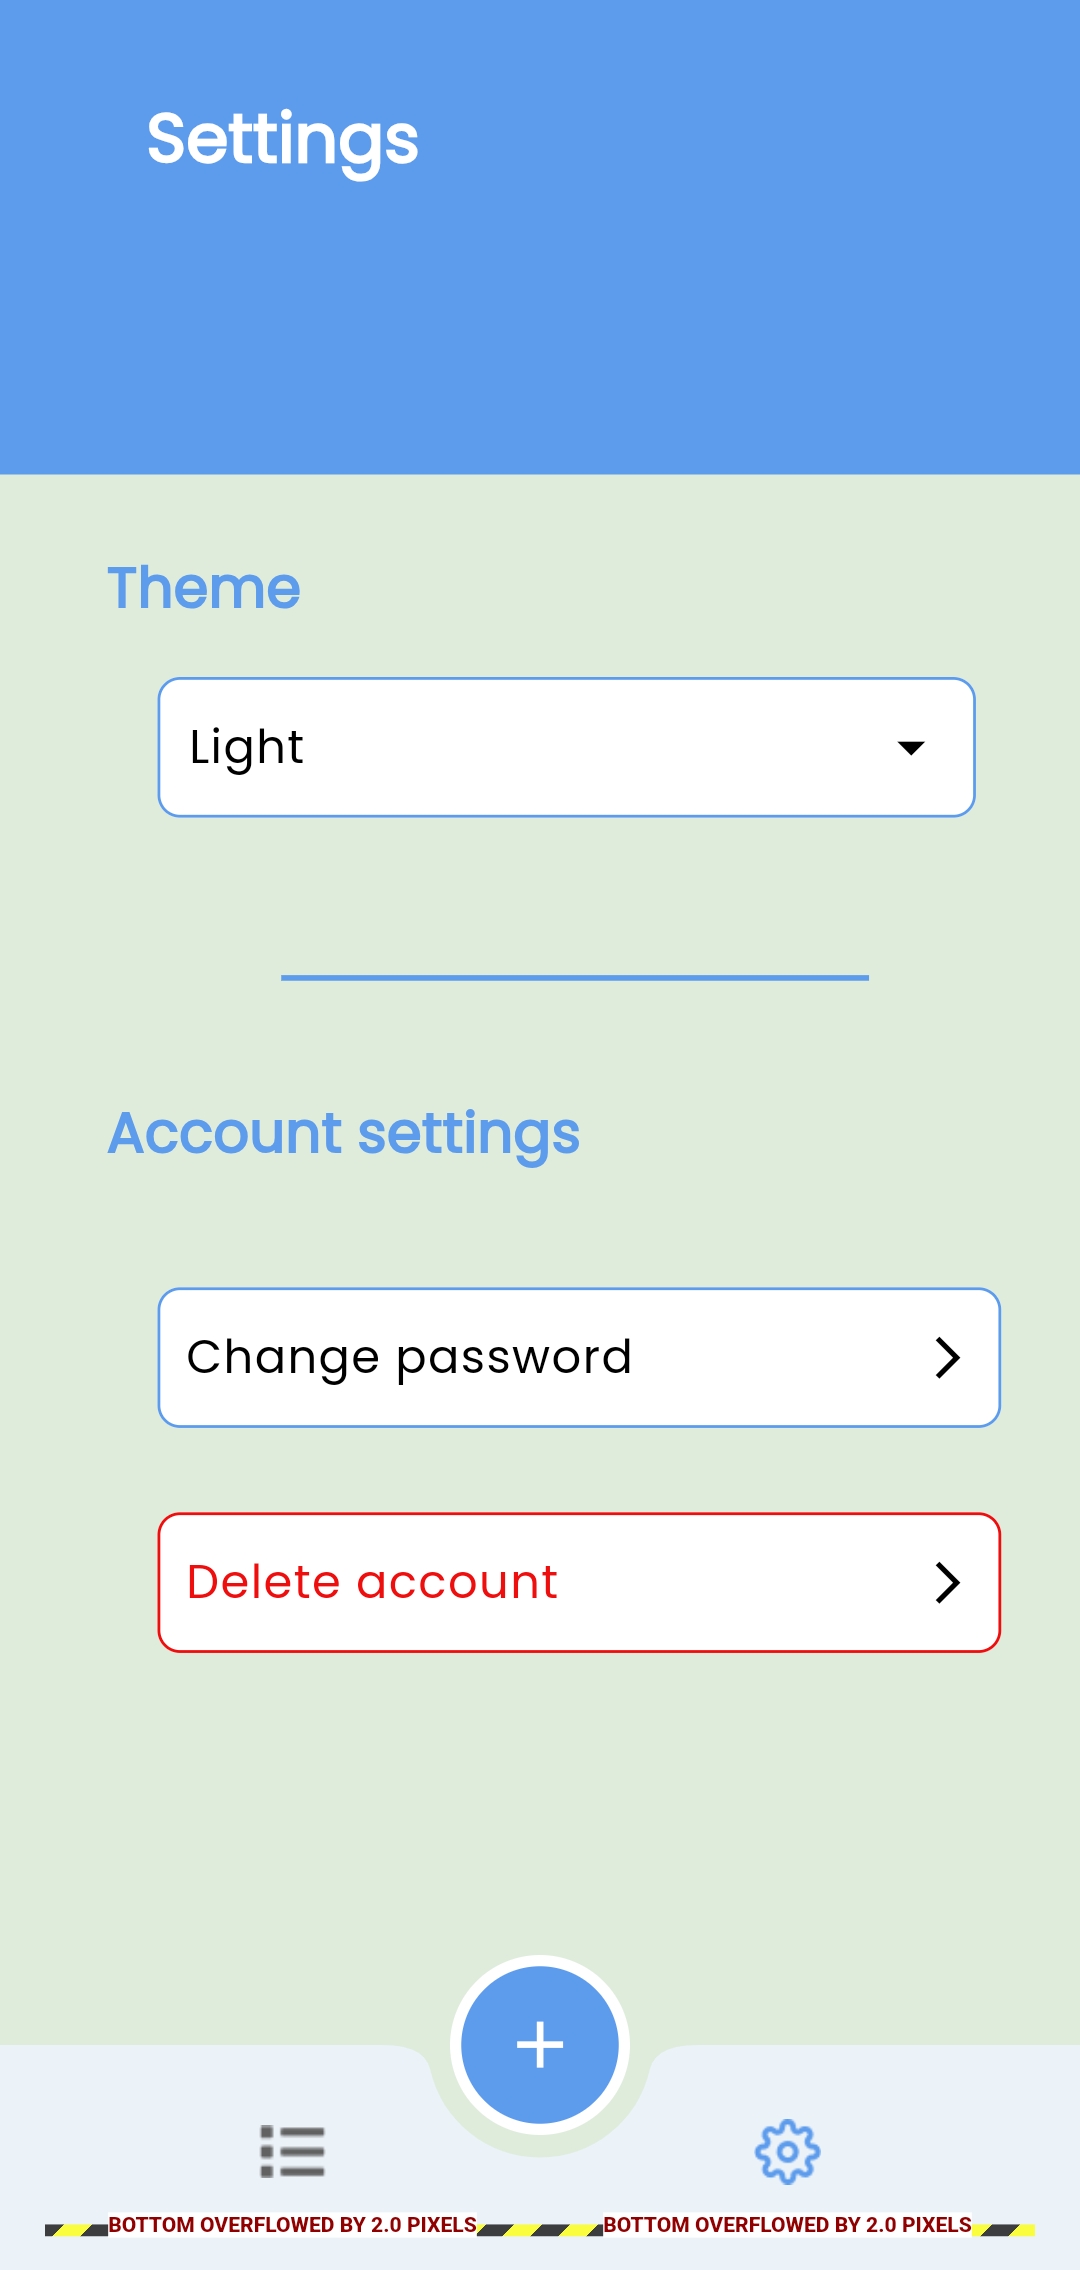 Settings
Theme
Light
Account settings
Change password
Delete account
BOTTOM OVERFLOWED BY 2.0 PIXELS BOTTOM OVERFLOWED BY 2.0 PIXELS